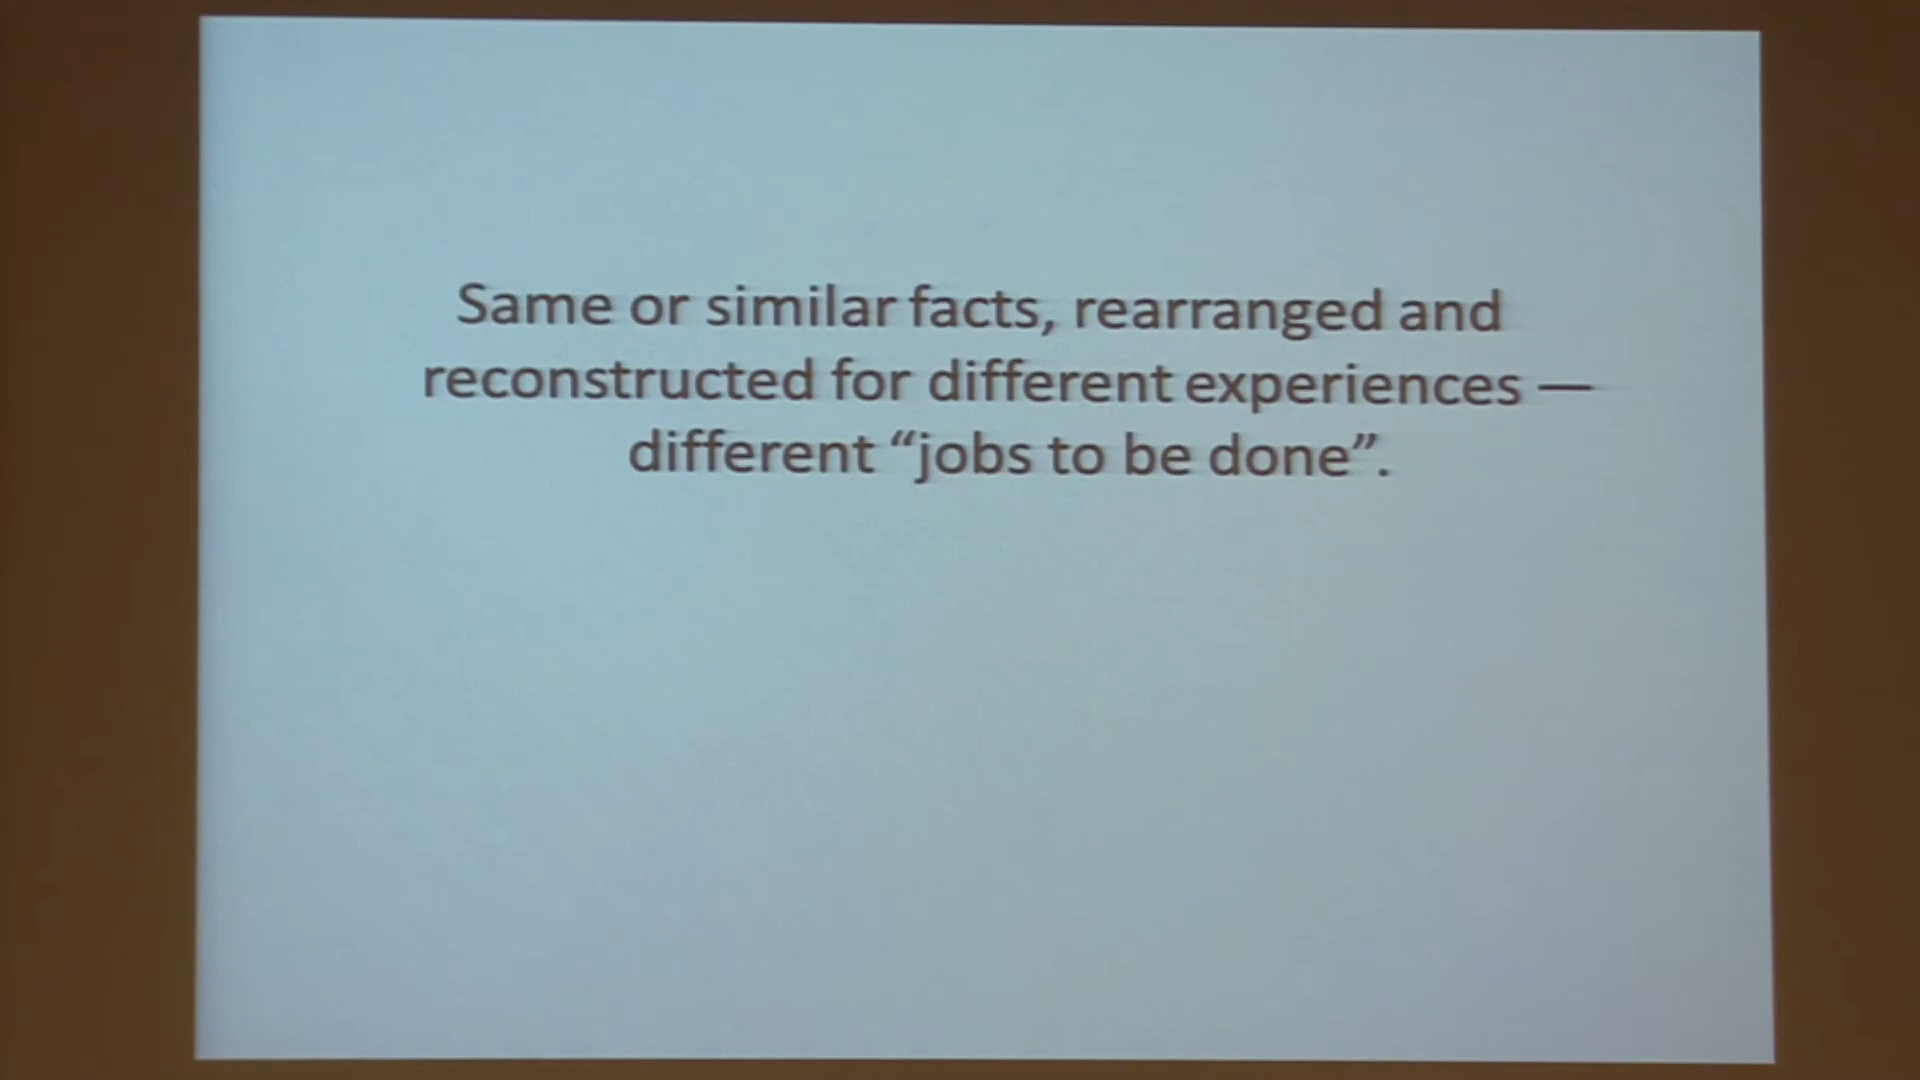 Same or similar facts, rearranged and
reconstructed for different experiences —
different “jobs to be done”.